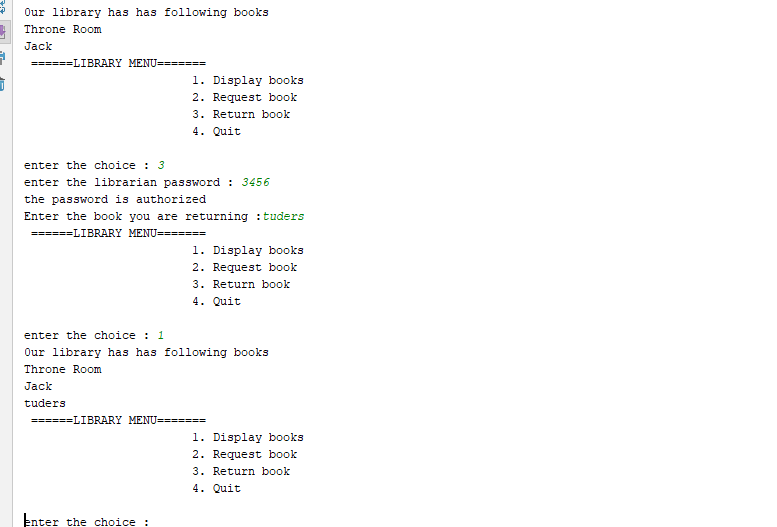 Our library has has following books
Throne Room
Jack
======LIBRARY MENU=======
1. Display books
2. Request book
3. Return book
4. Quit
enter the choice : 3
enter the librarian password : 3456
the password is authorized
Enter the book you are returning :tuders
======LIBRARY MENU=======
1. Display books
2. Request book
3. Return book
4. Quit
enter the choice : 1
Our library has has following books
Throne Room
Jack
tuders
======LIBRARY MENU=======
1. Display books
2. Request book
3. Return book
4. Quit
enter the choice :